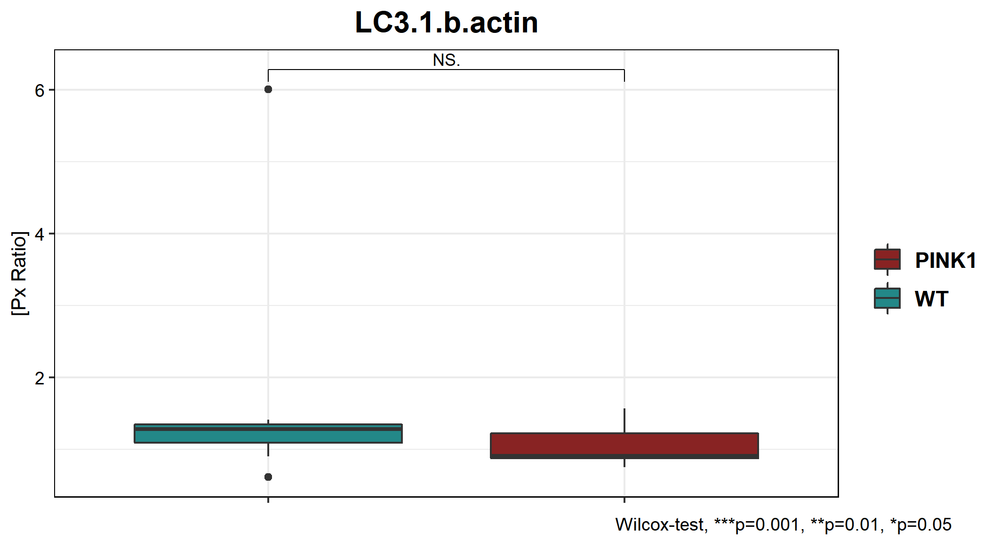 LC3.1.b.actin
NS.
6
4
2
[Px Ratio]
PINK1
WT
Wilcox-test, ***p=0.001, **p=0.01, *p=0.05